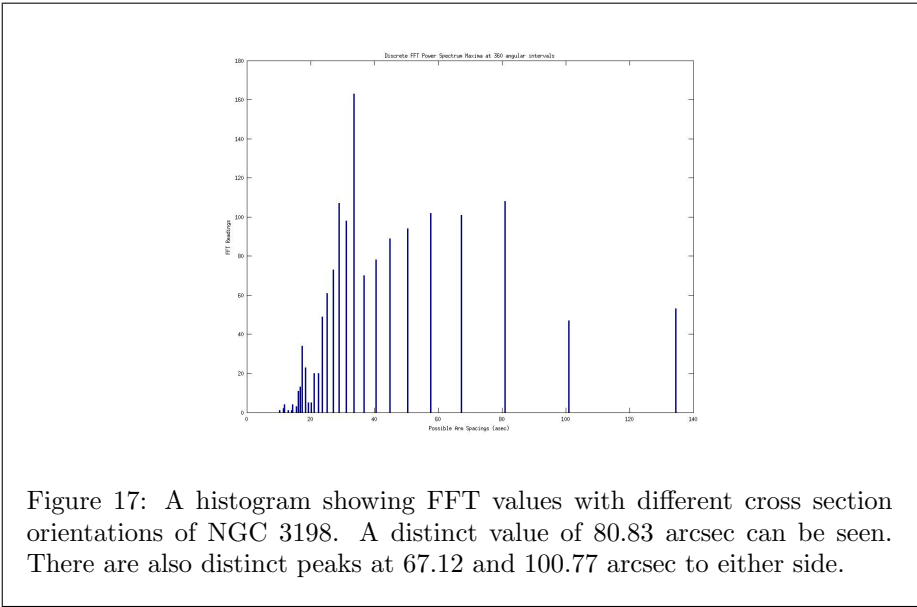 Discrete FFT Power Spectrum Maxima at 360 angular intervals
180
160
140
120
100
80
60
40
20
0
FFT Readings
0 20 40 60 80 100 120 140
Possible Arm Spacings (asec)
Figure 17: A histogram showing FFT values with different cross section
orientations of NGC 3198. A distinct value of 80.83 arcsec can be seen.
There are also distinct peaks at 67.12 and 100.77 arcsec to either side.